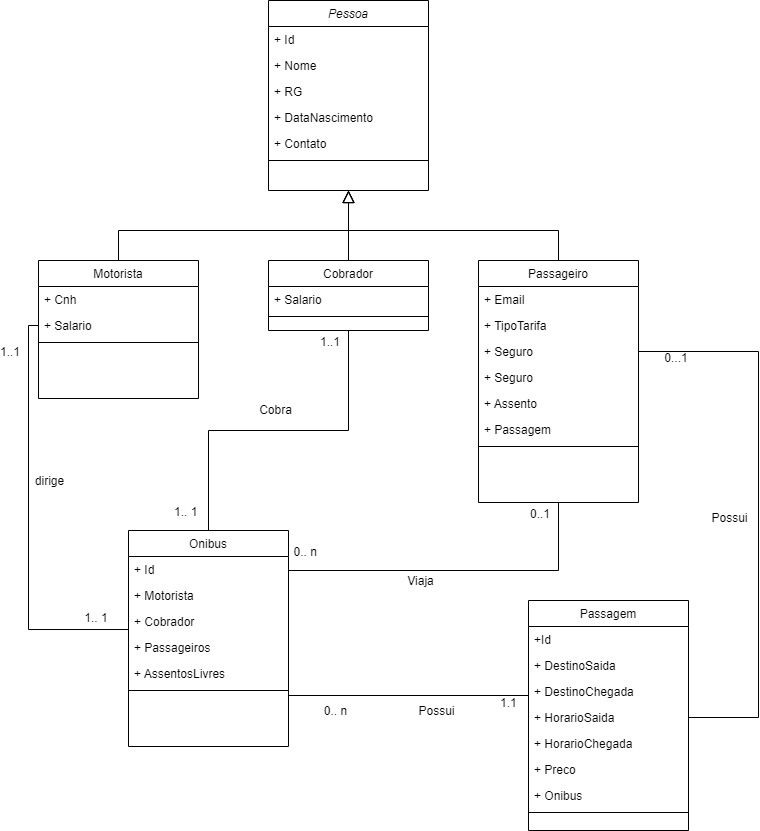 Pessoa
+ Id
+ Nome
+ RG
+ DataNascimento
+ Contato
Motorista
+ Cnh
+ Salario
Cobrador
+ Salario
Passageiro
+ Email
+ TipoTarifa
+ Seguro
+ Seguro
+ Assento
+ Passagem
1..1
1..1
0...1
Cobra
dirige
1.. 1
0..1
Possui
Onibus
+ Id
+ Motorista
+ Cobrador
+ Passageiros
+ AssentosLivres
0.. n
Viaja
1.. 1
Passagem
+Id
+ DestinoSaida
+ DestinoChegada
+ HorarioSaida
+ HorarioChegada
+ Preco
+ Onibus
0.. n
Possui
1.1